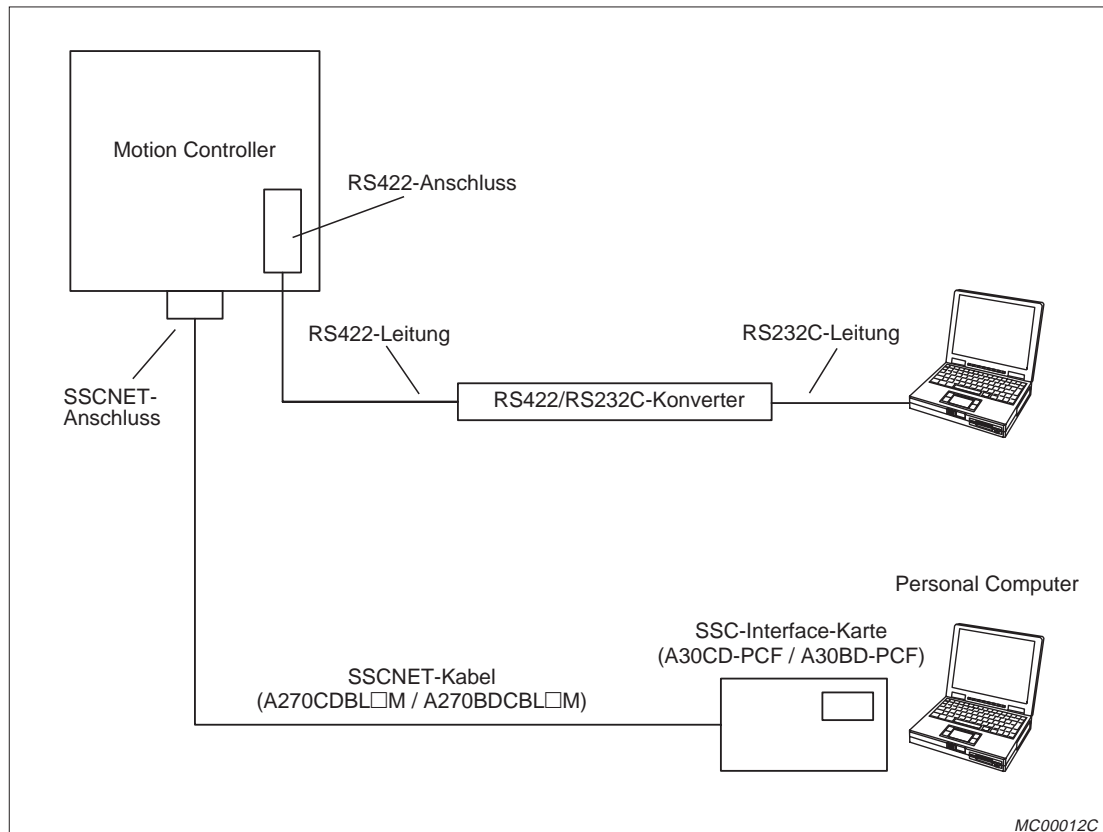 Motion Controller
RS422-Anschluss
RS422-Leitung
RS232C-Leitung
SSCNET-
Anschluss
RS422/RS232C-Konverter
Personal Computer
SSC-Interface-Karte
(A30CD-PCF / A30BD-PCF)
SSCNET-Kabel
(A270CDBL□M / A270BDCBL□M)
MC00012C